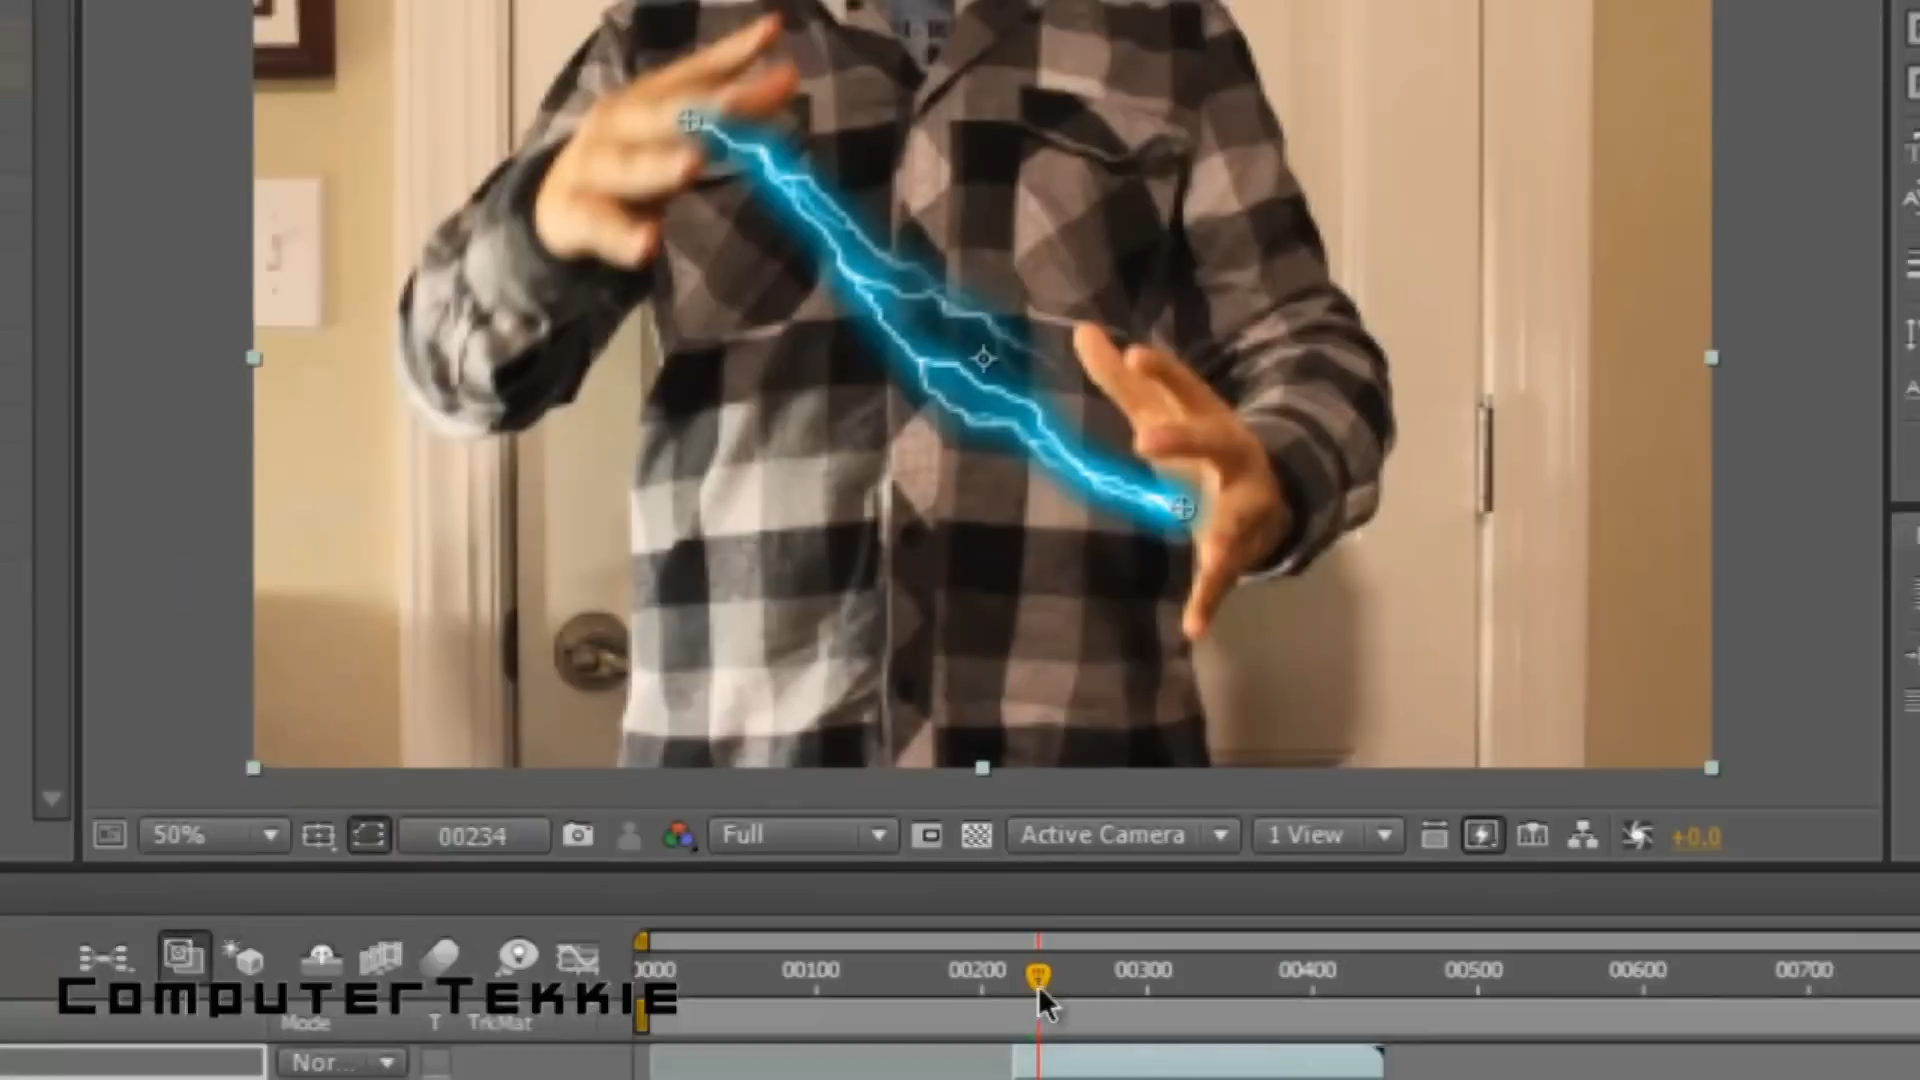 50%
00234
Full
Active Camera
1 View
+0.0
00100
00200
00300
00400
00500
00600
00700
ComputerTekkie
Mode
T
TrkMat
Nor...